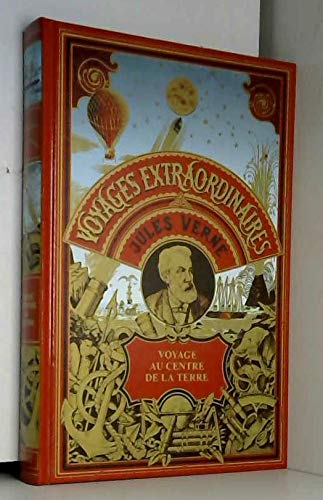 VOYAGES EXTRAORDINAIRES
JULES VERNE
VOYAGE
AU CENTRE
DE LA TERRE